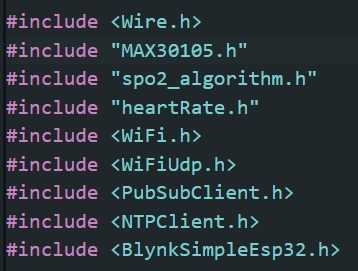 #include <Wire.h>
#include "MAX30105.h"
#include "spo2_algorithm.h"
#include "heartRate.h"
#include <WiFi.h>
#include <WiFiUdp.h>
#include <PubSubClient.h>
#include <NTPClient.h>
#include <BlynkSimpleEsp32.h>